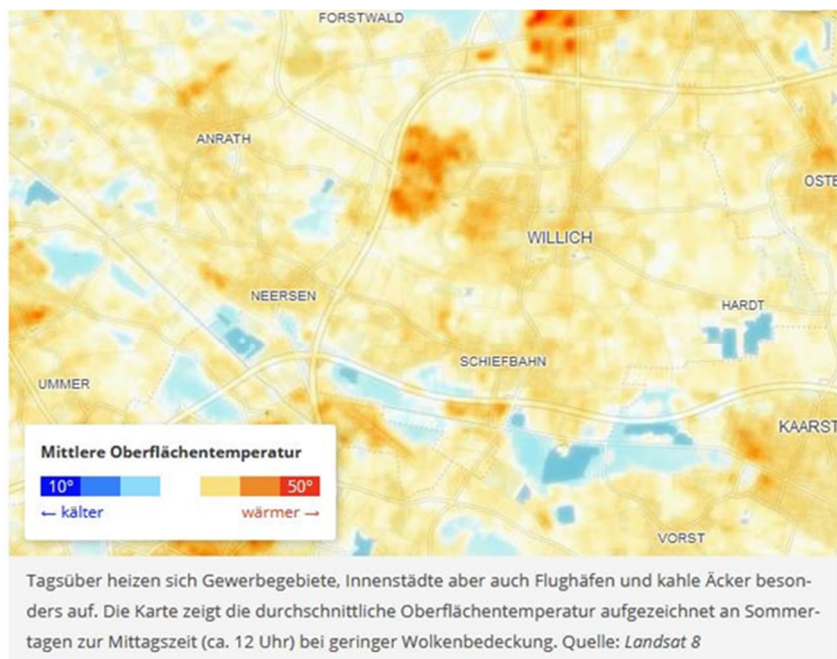 FORSTWALD
ANRATH
OSTE
WILLICH
NEERSEN
HARDT
SCHIEFBAHN
UMMER
KAARST
Mittlere Oberflächentemperatur
10° 50°
← kälter wärmer →
VORST
Tagsüber heizen sich Gewerbegebiete, Innenstädte aber auch Flughäfen und kahle Äcker beson-
ders auf. Die Karte zeigt die durchschnittliche Oberflächentemperatur aufgezeichnet an Sommer-
tagen zur Mittagszeit (ca. 12 Uhr) bei geringer Wolkenbedeckung. Quelle: Landsat 8